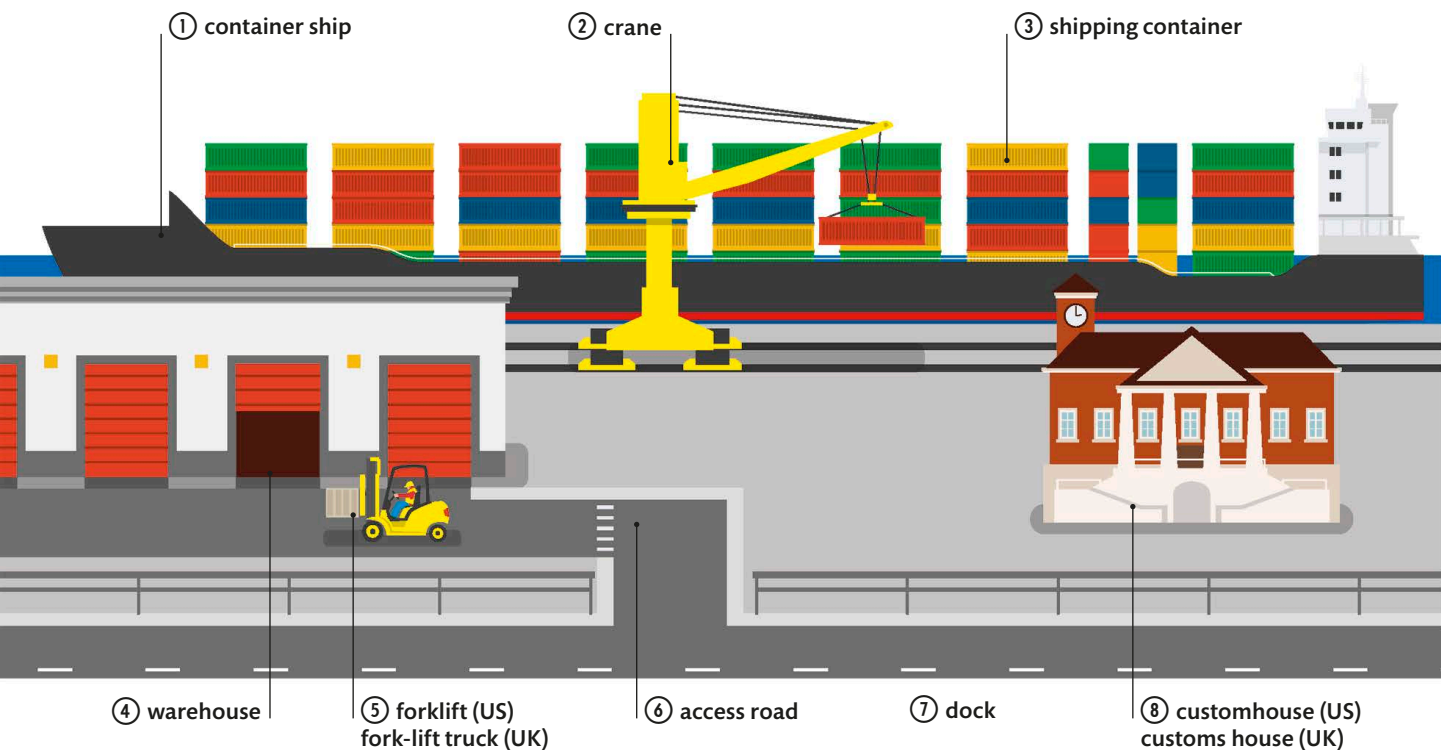 ① container ship
② crane
③ shipping container
④ warehouse
⑤ forklift (US)
fork-lift truck (UK)
⑥ access road
⑦ dock
⑧ customhouse (US)
customs house (UK)